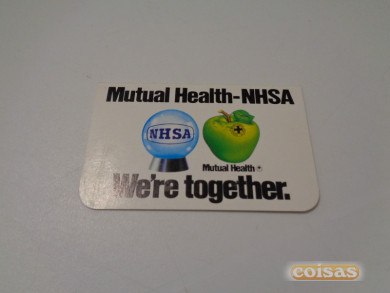 Mutual Health-NHSA
NHSA
Mutual Health
We're together.
coisas